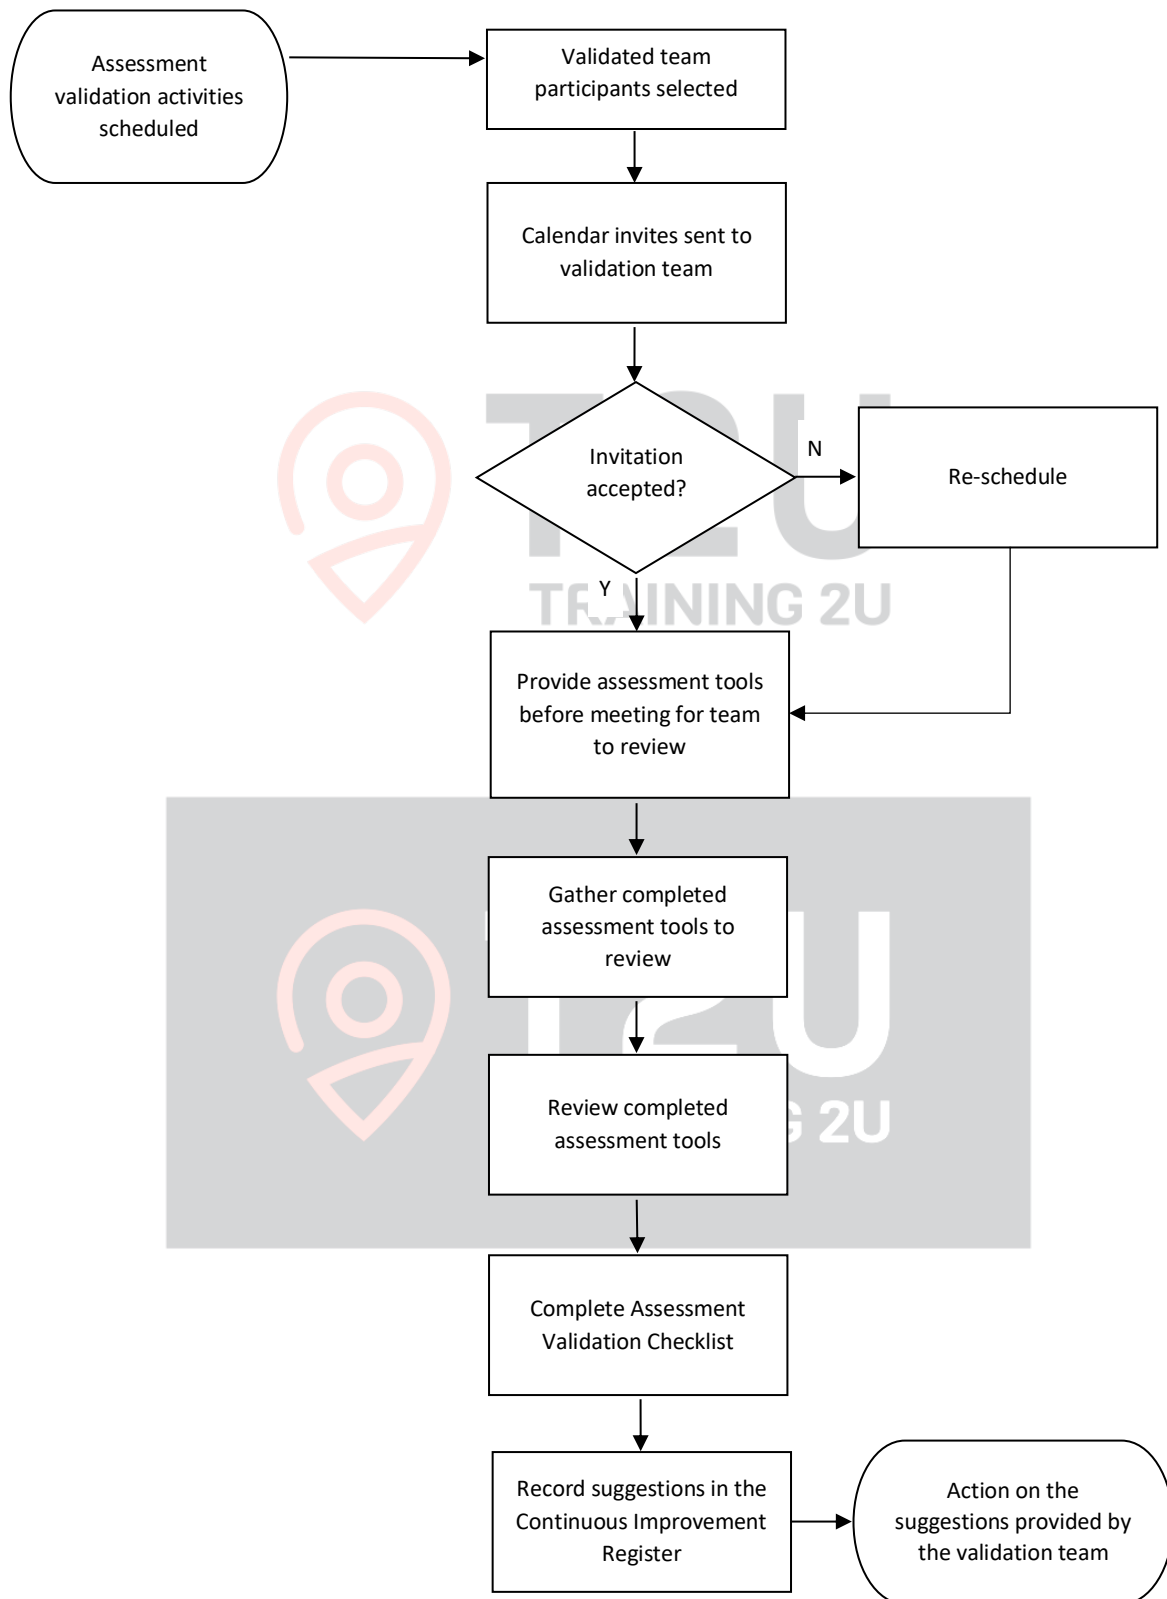 Assessment
validation activities
scheduled
Validated team
participants selected
Calendar invites sent to
validation team
Invitation
accepted?
N
Re-schedule
Y
T2U
TRAINING 2U
Provide assessment tools
before meeting for team
to review
Gather completed
assessment tools to
review
T2U
Review completed
assessment tools
G 2U
Complete Assessment
Validation Checklist
Record suggestions in the
Continuous Improvement
Register
Action on the
suggestions provided by
the validation team